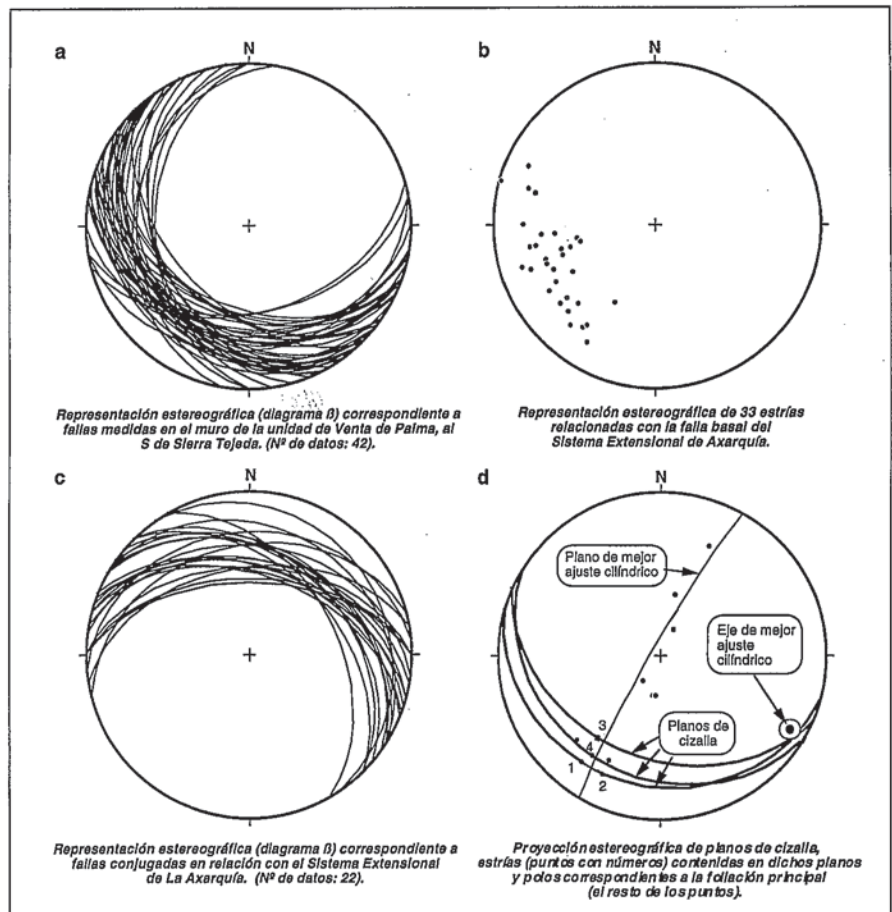 a
N
Representación estereográfica (diagrama ß) correspondiente a
fallas medidas en el muro de la unidad de Venta de Palma, al
S de Sierra Tejeda. (Nº de datos: 42).
b
N
Representación estereográfica de 33 estrías
relacionadas con la falla basal del
Sistema Extensional de Axarquía.
c
N
Representación estereográfica (diagrama ß) correspondiente a
fallas conjugadas en relación con el Sistema Extensional
de La Axarquía. (Nº de datos: 22).
d
N
Plano de mejor
ajuste cilíndrico
Eje de mejor
ajuste
cilíndrico
Planos de
cizalla
3
4
1
2
Proyección estereográfica de planos de cizalla,
estrías (puntos con números) contenidas en dichos planos
y polos correspondientes a la foliación principal
(el resto de los puntos).